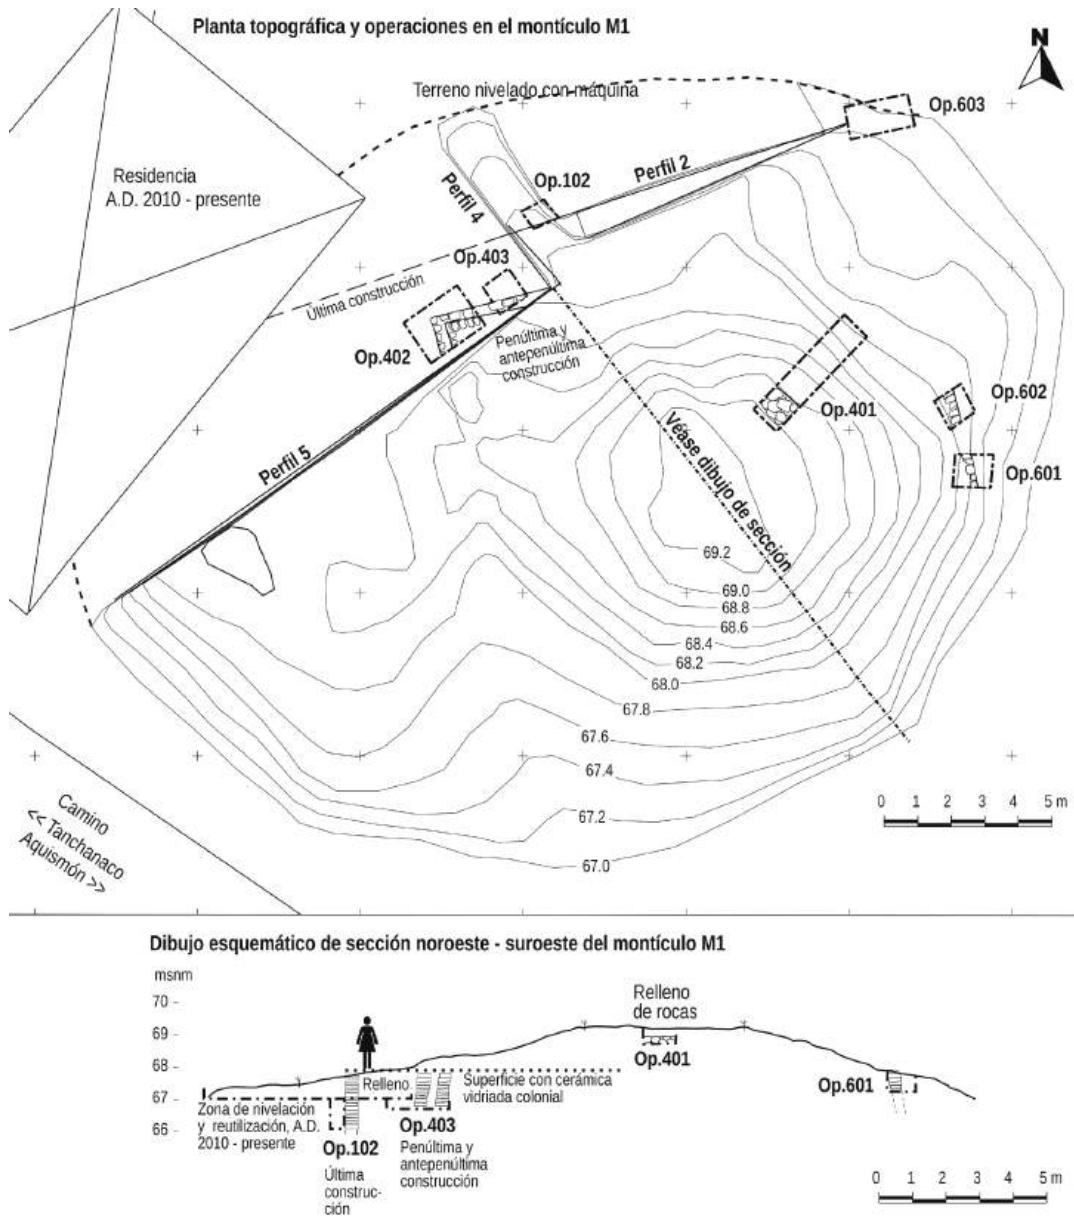 Planta topográfica y operaciones en el montículo M1
N
Terreno nivelado con máquina
Op.603
Residencia
A.D. 2010 - presente
Perfil 2
Op.102
Perfil 4
Op.403
Última construcción
Op.402
Penúltima y
antepenúltima
construcción
Op.401
Op.602
Op.601
Perfil 5
Véase dibujo de sección
69.2
69.0
68.8
68.6
68.4
68.2
68.0
67.8
67.6
67.4
67.2
67.0
Camino
<< Tanchanaco
Aquismón >>
0 1 2 3 4 5 m
Dibujo esquemático de sección noroeste - suroeste del montículo M1
msnm
70
69
68
67
66
Relleno
de rocas
Op.401
Relleno
Superficie con cerámica
vidriada colonial
Op.601
Zona de nivelación
y reutilización, A.D.
2010 - presente
Op.102
Última
construc-
ción
Op.403
Penúltima y
antepenúltima
construcción
0 1 2 3 4 5 m